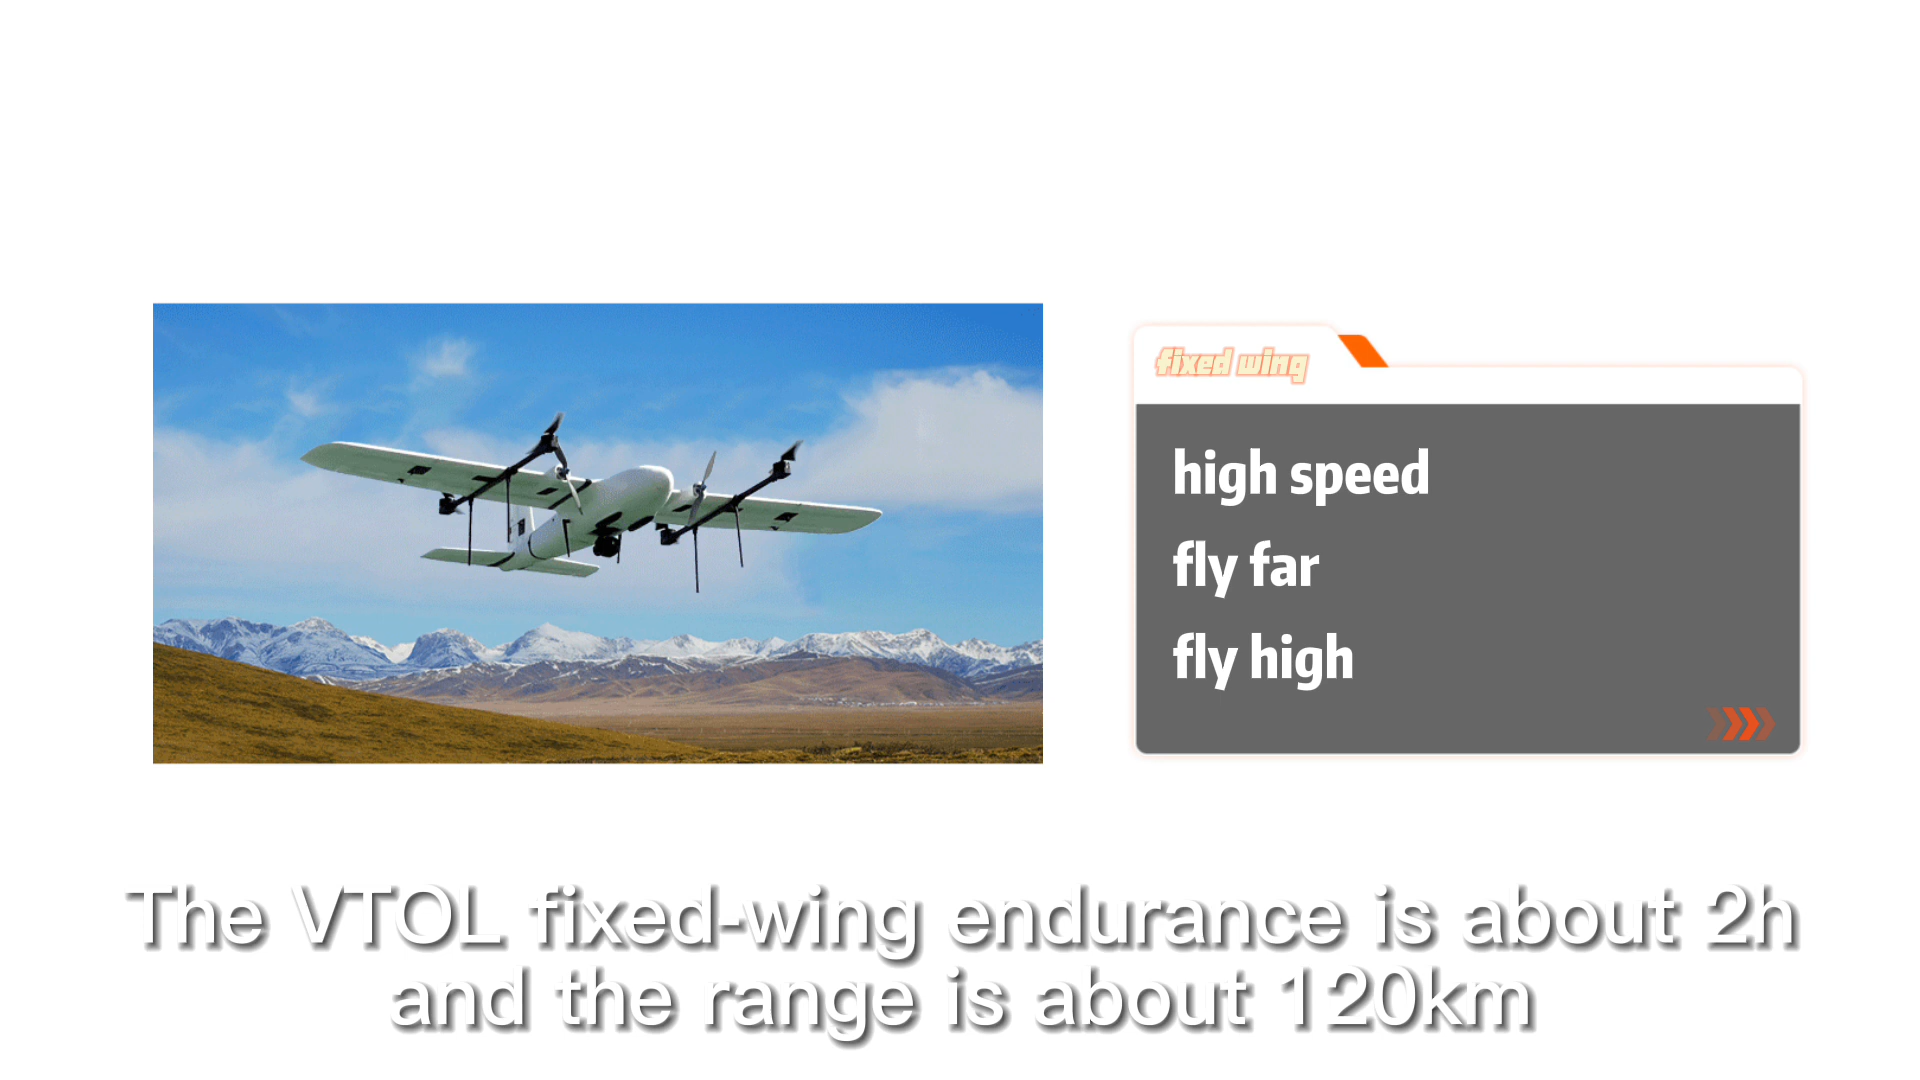 fixed wing
high speed
fly far
fly high
The VTOL fixed-wing endurance is about 2h
and the range is about 120km